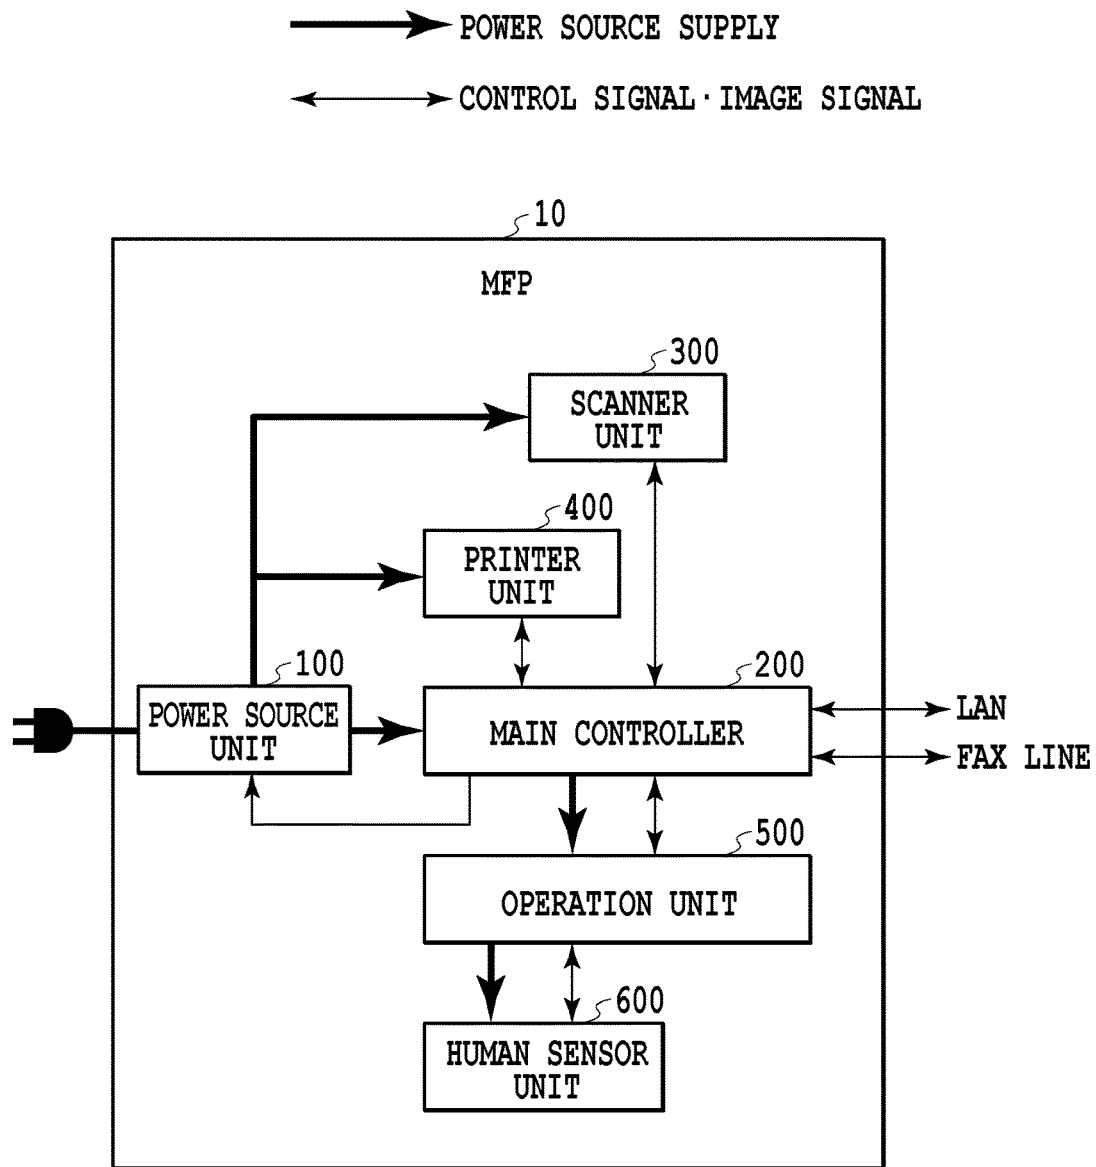 POWER SOURCE SUPPLY
CONTROL SIGNAL·IMAGE SIGNAL
10
MFP
300
SCANNER
UNIT
400
PRINTER
UNIT
100
POWER SOURCE
UNIT
200
MAIN CONTROLLER
LAN
FAX LINE
500
OPERATION UNIT
600
HUMAN SENSOR
UNIT